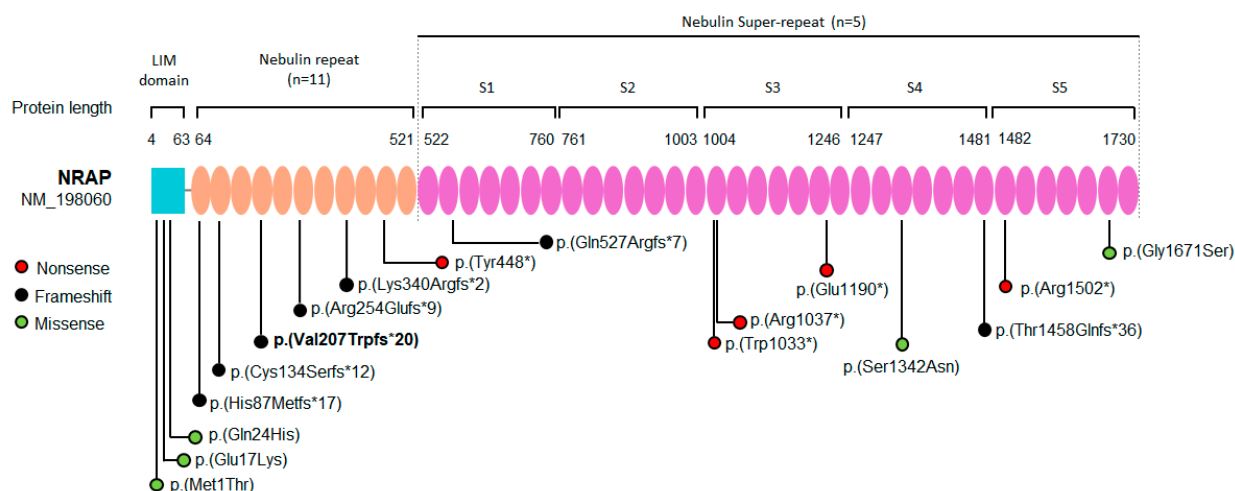 Nebulin Super-repeat (n=5)
LIM
domain
Nebulin repeat
(n=11)
S1
S2
S3
S4
S5
Protein length
4
63
64
521
522
760
761
1003
1004
1246
1247
1481
1482
1730
NRAP
NM_198060
Nonsense
Frameshift
Missense
p.(Gln527Argfs*7)
p.(Tyr448*)
p.(Lys340Argfs*2)
p.(Arg254Glufs*9)
p.(Val207Trpfs*20)
p.(Cys134Serfs*12)
p.(His87Metfs*17)
p.(Gln24His)
p.(Glu17Lys)
p.(Met1Thr)
p.(Glu1190*)
p.(Arg1037*)
p.(Trp1033*)
p.(Ser1342Asn)
p.(Gly1671Ser)
p.(Arg1502*)
p.(Thr1458Glnfs*36)